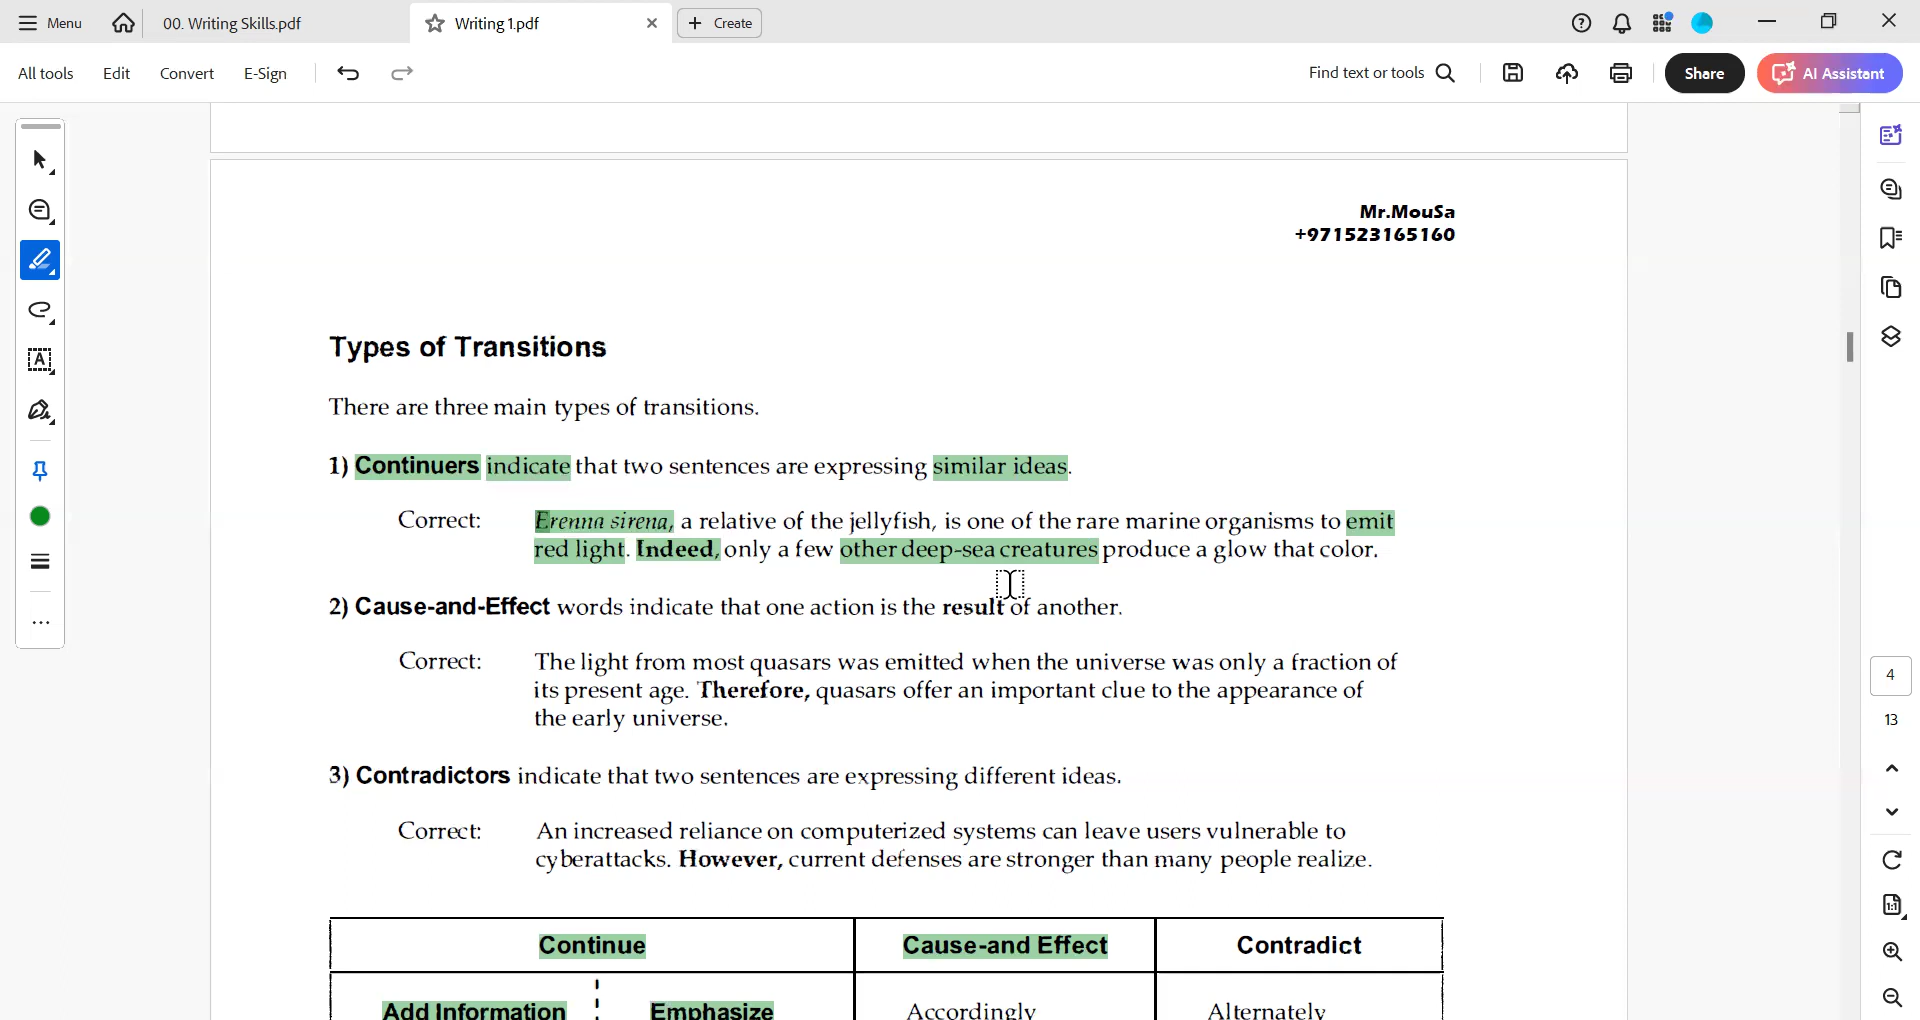 Menu
00. Writing Skills.pdf
Writing 1.pdf
Create
All tools
Edit
Convert
E-Sign
Find text or tools
Share
AI Assistant
Mr.MouSa
+971523165160
Types of Transitions
There are three main types of transitions.
1) Continuers indicate that two sentences are expressing similar ideas.
Correct: Erenna sirena, a relative of the jellyfish, is one of the rare marine organisms to emit
red light. Indeed, only a few other deep-sea creatures produce a glow that color.
2) Cause-and-Effect words indicate that one action is the result of another.
Correct: The light from most quasars was emitted when the universe was only a fraction of
its present age. Therefore, quasars offer an important clue to the appearance of
the early universe.
3) Contradictors indicate that two sentences are expressing different ideas.
Correct: An increased reliance on computerized systems can leave users vulnerable to
cyberattacks. However, current defenses are stronger than many people realize.
Continue Cause-and Effect Contradict
Add Information Emphasize Accordingly Alternately
4
13